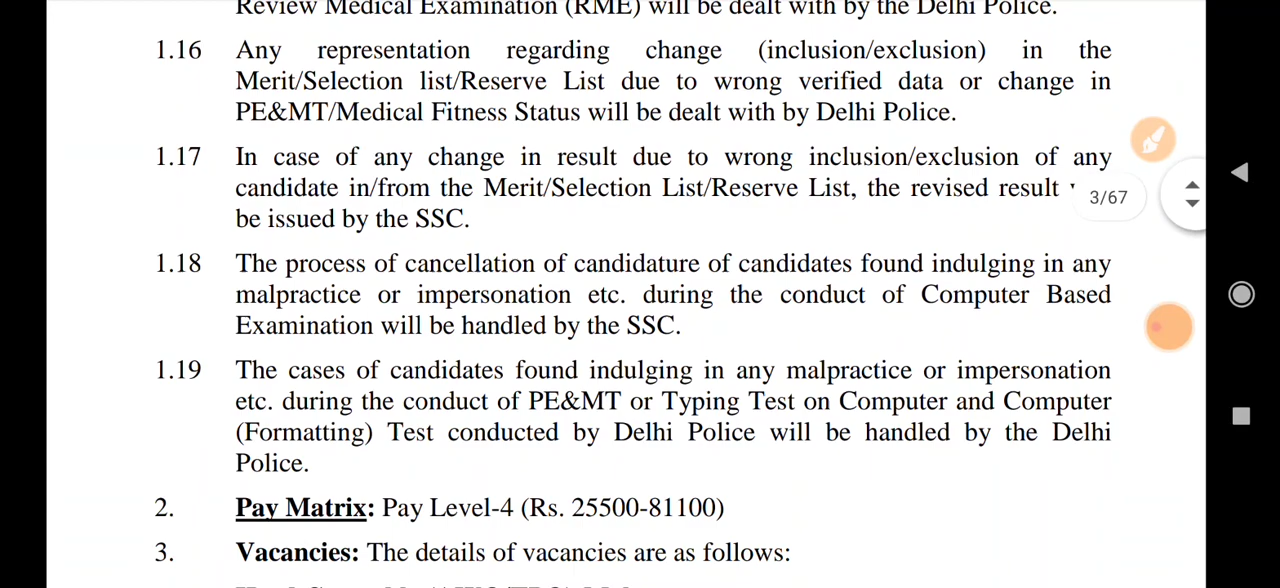 Review Medical Examination (RME) will be dealt with by the Delhi Police.
1.16 Any representation regarding change (inclusion/exclusion) in the
Merit/Selection list/Reserve List due to wrong verified data or change in
PE&MT/Medical Fitness Status will be dealt with by Delhi Police.
1.17 In case of any change in result due to wrong inclusion/exclusion of any
candidate in/from the Merit/Selection List/Reserve List, the revised result
3/67
be issued by the SSC.
1.18 The process of cancellation of candidature of candidates found indulging in any
malpractice or impersonation etc. during the conduct of Computer Based
Examination will be handled by the SSC.
1.19 The cases of candidates found indulging in any malpractice or impersonation
etc. during the conduct of PE&MT or Typing Test on Computer and Computer
(Formatting) Test conducted by Delhi Police will be handled by the Delhi
Police.
2. Pay Matrix: Pay Level-4 (Rs. 25500-81100)
3. Vacancies: The details of vacancies are as follows: